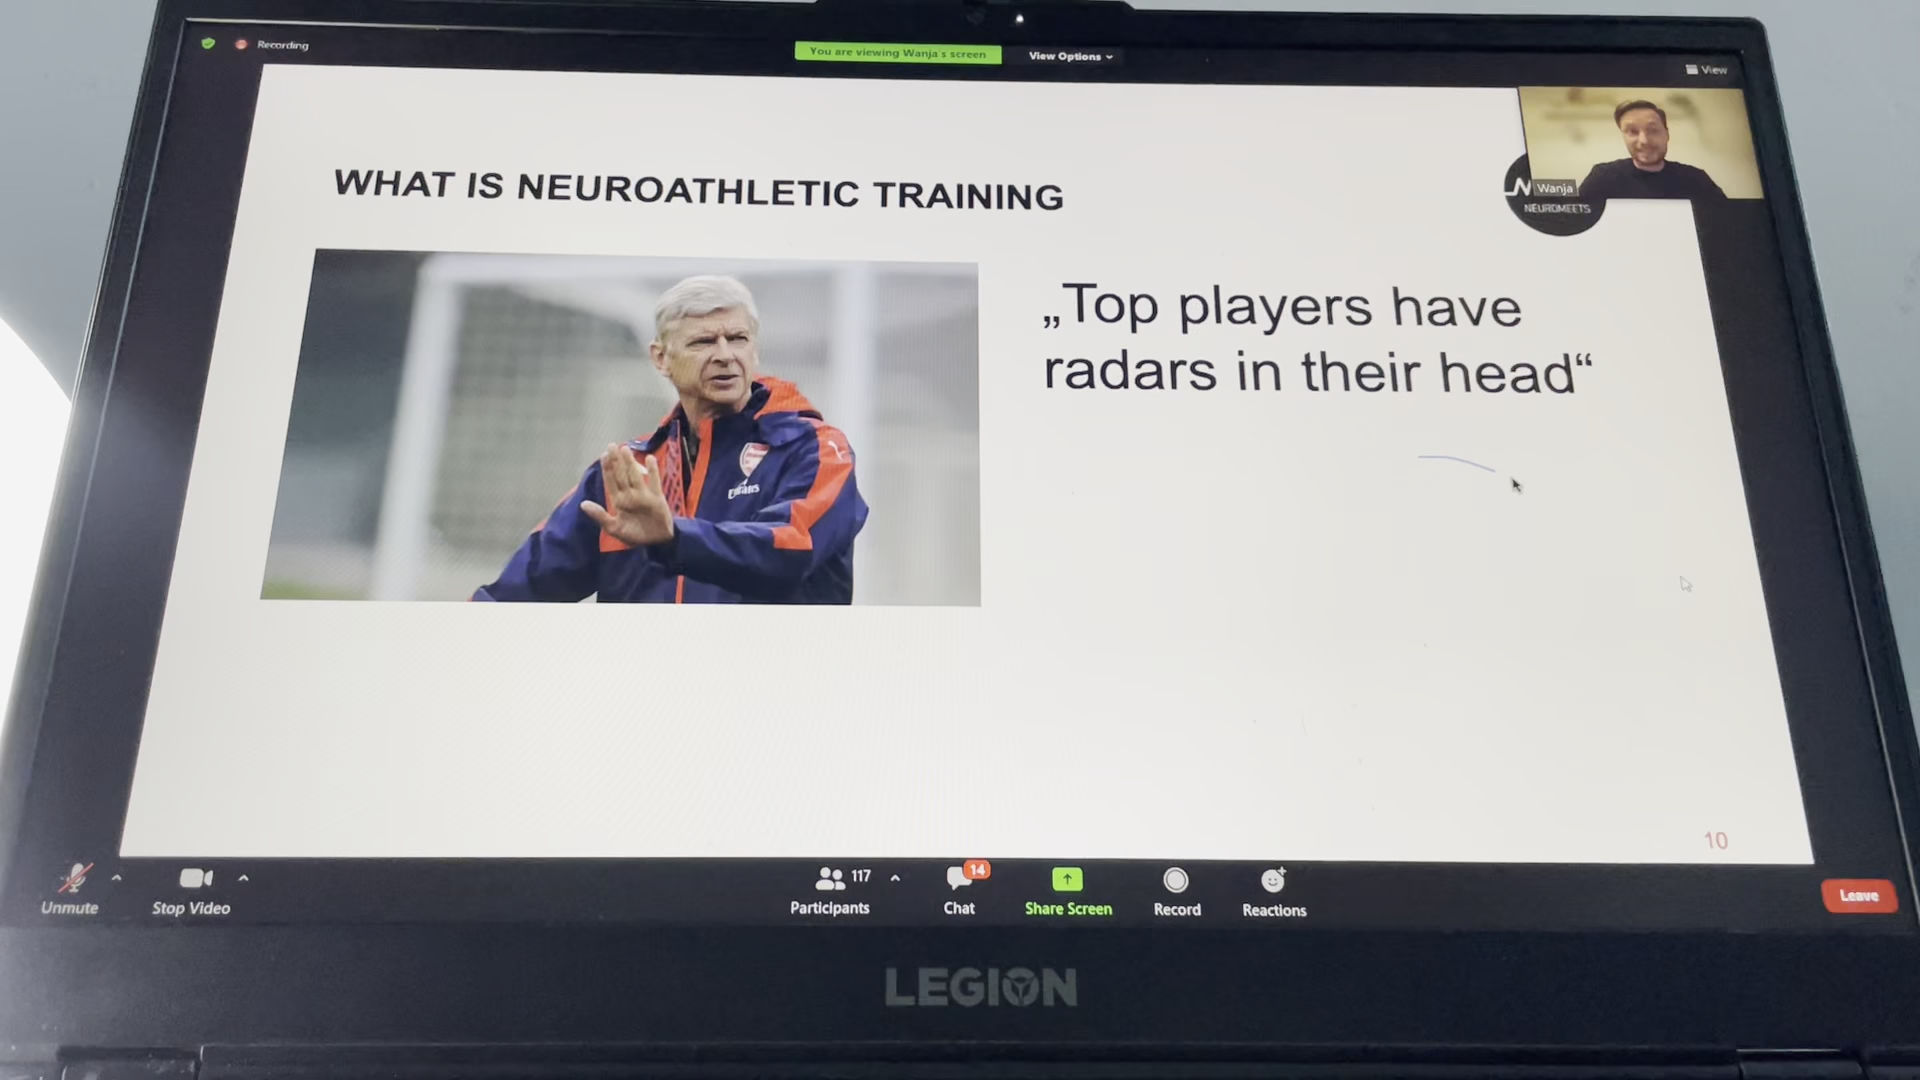 Recording
You are viewing Wanja's screen
View Options
View
WHAT IS NEUROATHLETIC TRAINING
Wanja
NEUROMEETS
„Top players have
radars in their head“
Emirates
10
Unmute
Stop Video
117
Participants
14
Chat
Share Screen
Record
Reactions
Leave
LEGION